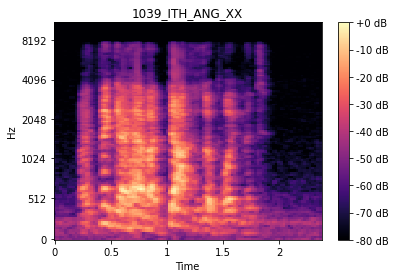 1039_ITH_ANG_XX
8192
4096
2048
1024
512
0
Hz
0
0.5
1
1.5
2
Time
+0 dB
-10 dB
-20 dB
-30 dB
-40 dB
-50 dB
-60 dB
-70 dB
-80 dB